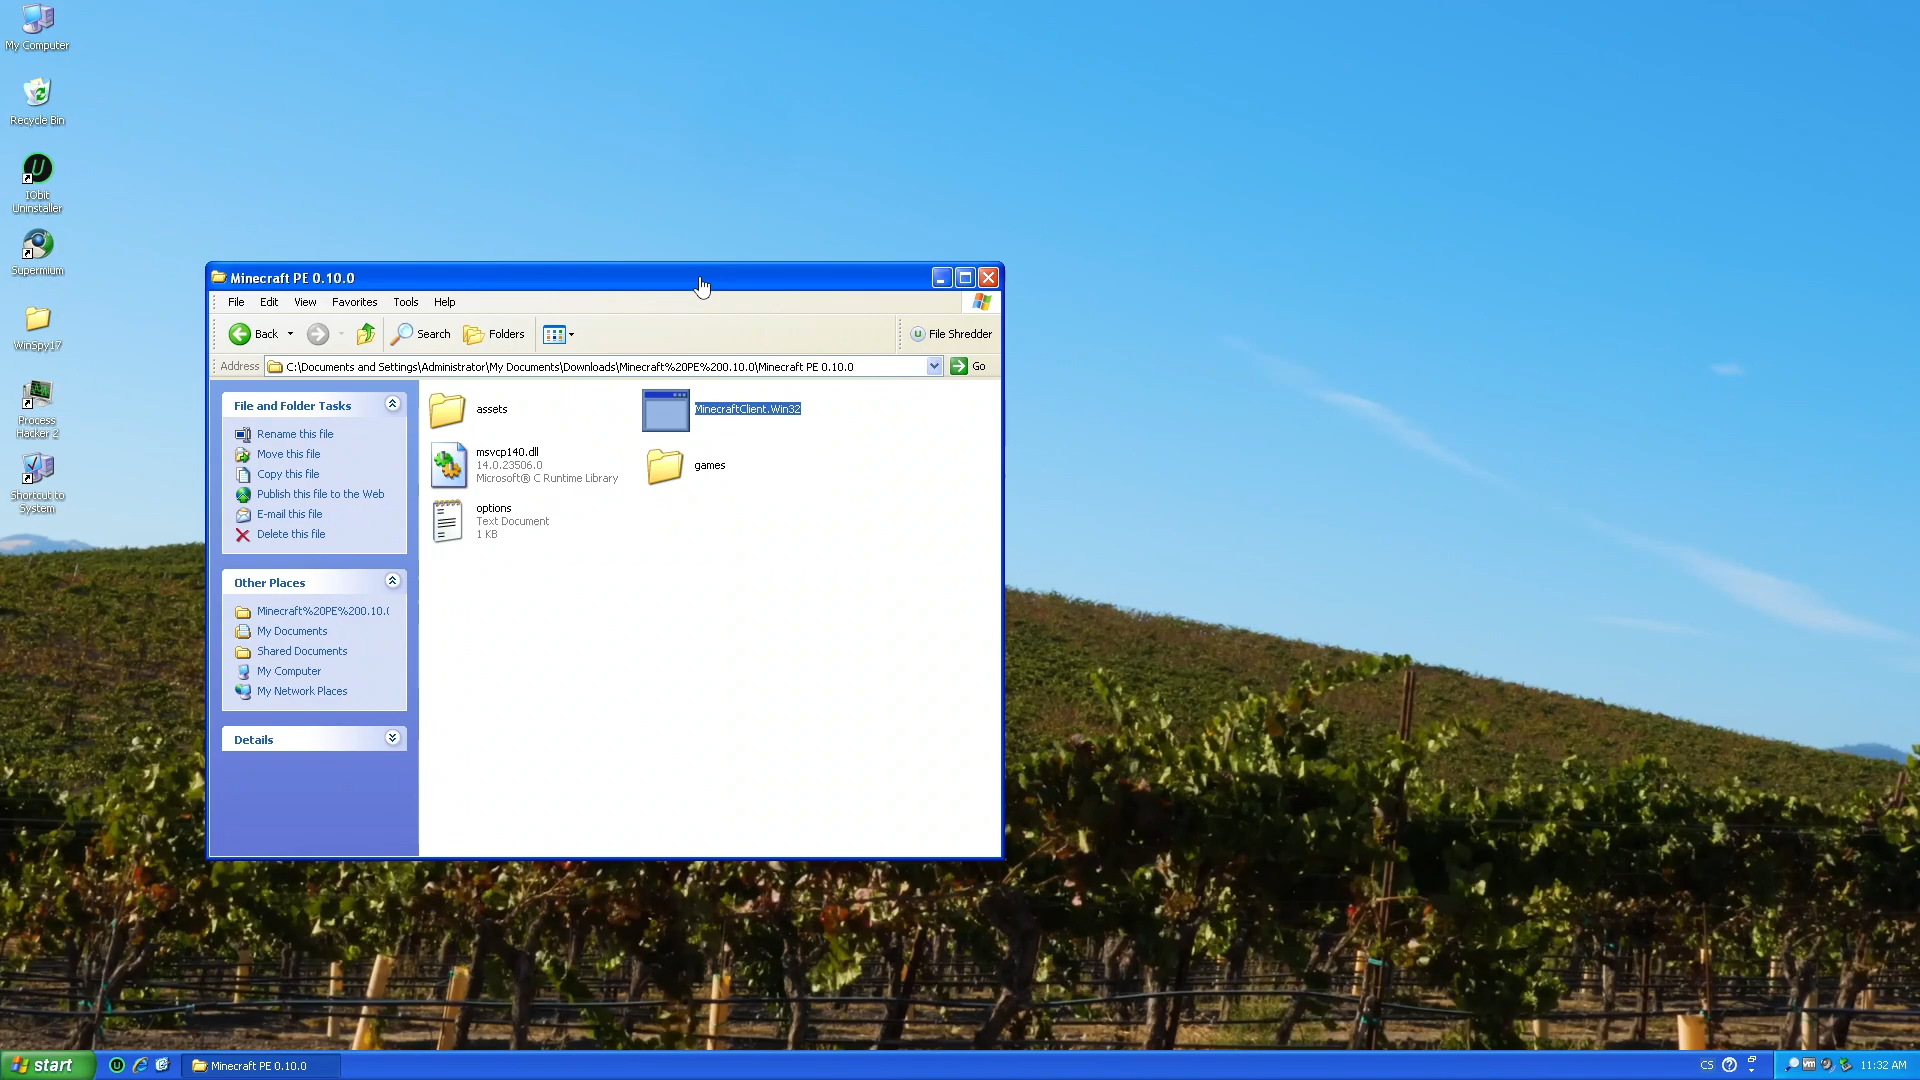 My Computer
Recycle Bin
IObit
Uninstaller
Supermium
WinSpy17
Process
Hacker 2
Shortcut to
System
Minecraft PE 0.10.0
File Edit View Favorites Tools Help
Back Search Folders File Shredder
Address C:\Documents and Settings\Administrator\My Documents\Downloads\Minecraft%20PE%200.10.0\Minecraft PE 0.10.0 Go
File and Folder Tasks
Rename this file
Move this file
Copy this file
Publish this file to the Web
E-mail this file
Delete this file
Other Places
Minecraft%20PE%200.10.(
My Documents
Shared Documents
My Computer
My Network Places
Details
assets
MinecraftClient.Win32
msvcp140.dll
14.0.23506.0
Microsoft® C Runtime Library
games
options
Text Document
1 KB
start
Minecraft PE 0.10.0
CS
11:32 AM